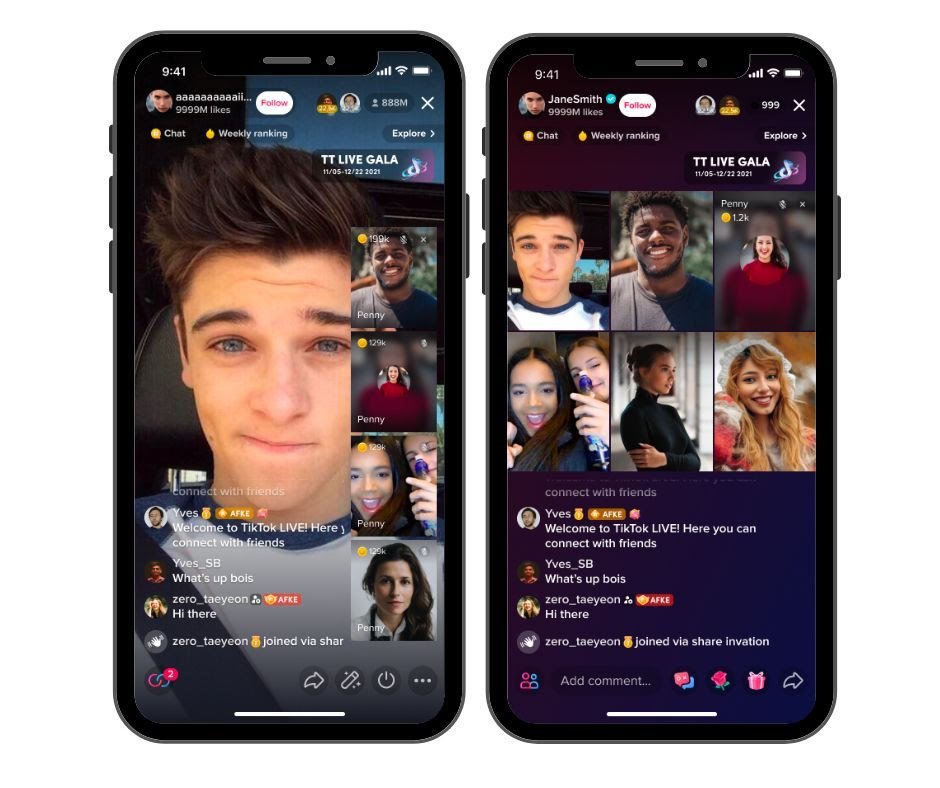 9:41
aaaaaaaaaaii...
9999M likes
Follow
22.5K
888M
Chat
Weekly ranking
Explore >
TT LIVE GALA
11/05-12/22 2021
199k
Penny
129k
Penny
129k
Penny
129k
Penny
connect with friends
Yves AFKE
Welcome to TikTok LIVE! Here y
connect with friends
Yves_SB
What's up bois
zero_taeyeon AFKE
Hi there
zero_taeyeon joined via shar
2
9:41
JaneSmith
9999M likes
Follow
22.5K
999
Chat
Weekly ranking
Explore >
TT LIVE GALA
11/05-12/22 2021
Penny
1.2k
connect with friends
Yves AFKE
Welcome to TikTok LIVE! Here you can
connect with friends
Yves_SB
What's up bois
zero_taeyeon AFKE
Hi there
zero_taeyeon joined via share invation
Add comment...